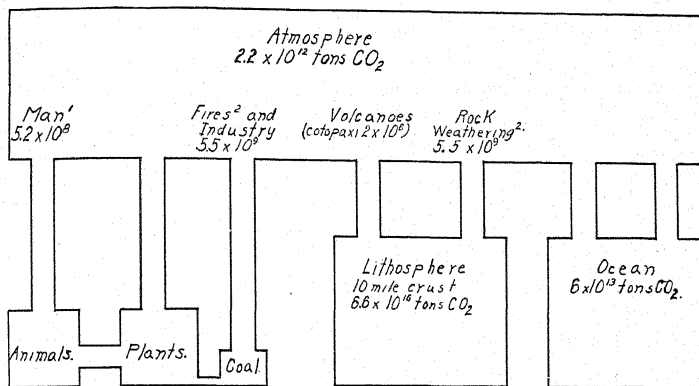 Atmosphere
2.2 x 10¹² tons CO₂
Man¹
5.2 x 10⁸
Fires² and
Industry
5.5 x 10⁹
Volcanoes
(cotopaxi 2 x 10⁶)
Rock
Weathering².
5.5 x 10⁹
Lithosphere
10 mile crust
6.6 x 10¹⁶ tons CO₂
Ocean
6 x 10¹³ tons CO₂.
Animals.
Plants.
Coal.